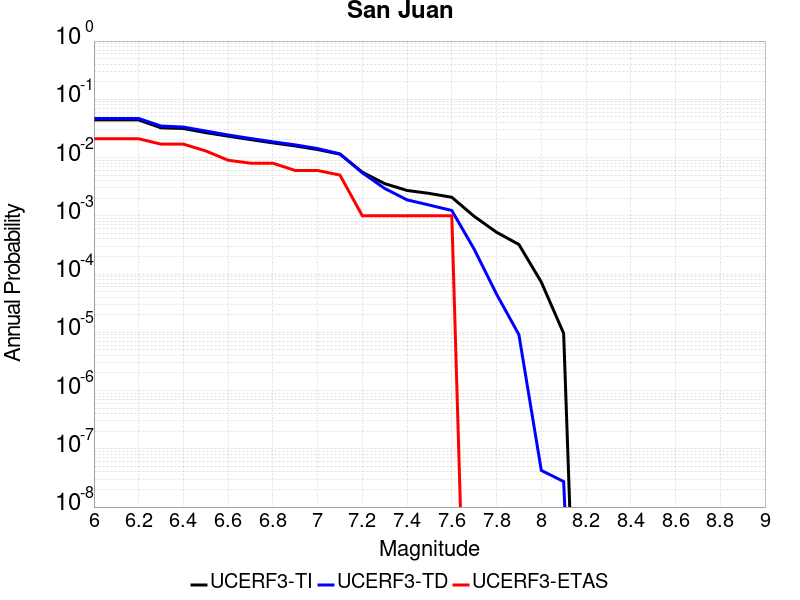 San Juan
10^0
10^-1
10^-2
10^-3
10^-4
10^-5
10^-6
10^-7
10^-8
Annual Probability
6 6.2 6.4 6.6 6.8 7 7.2 7.4 7.6 7.8 8 8.2 8.4 8.6 8.8 9
Magnitude
UCERF3-TI UCERF3-TD UCERF3-ETAS